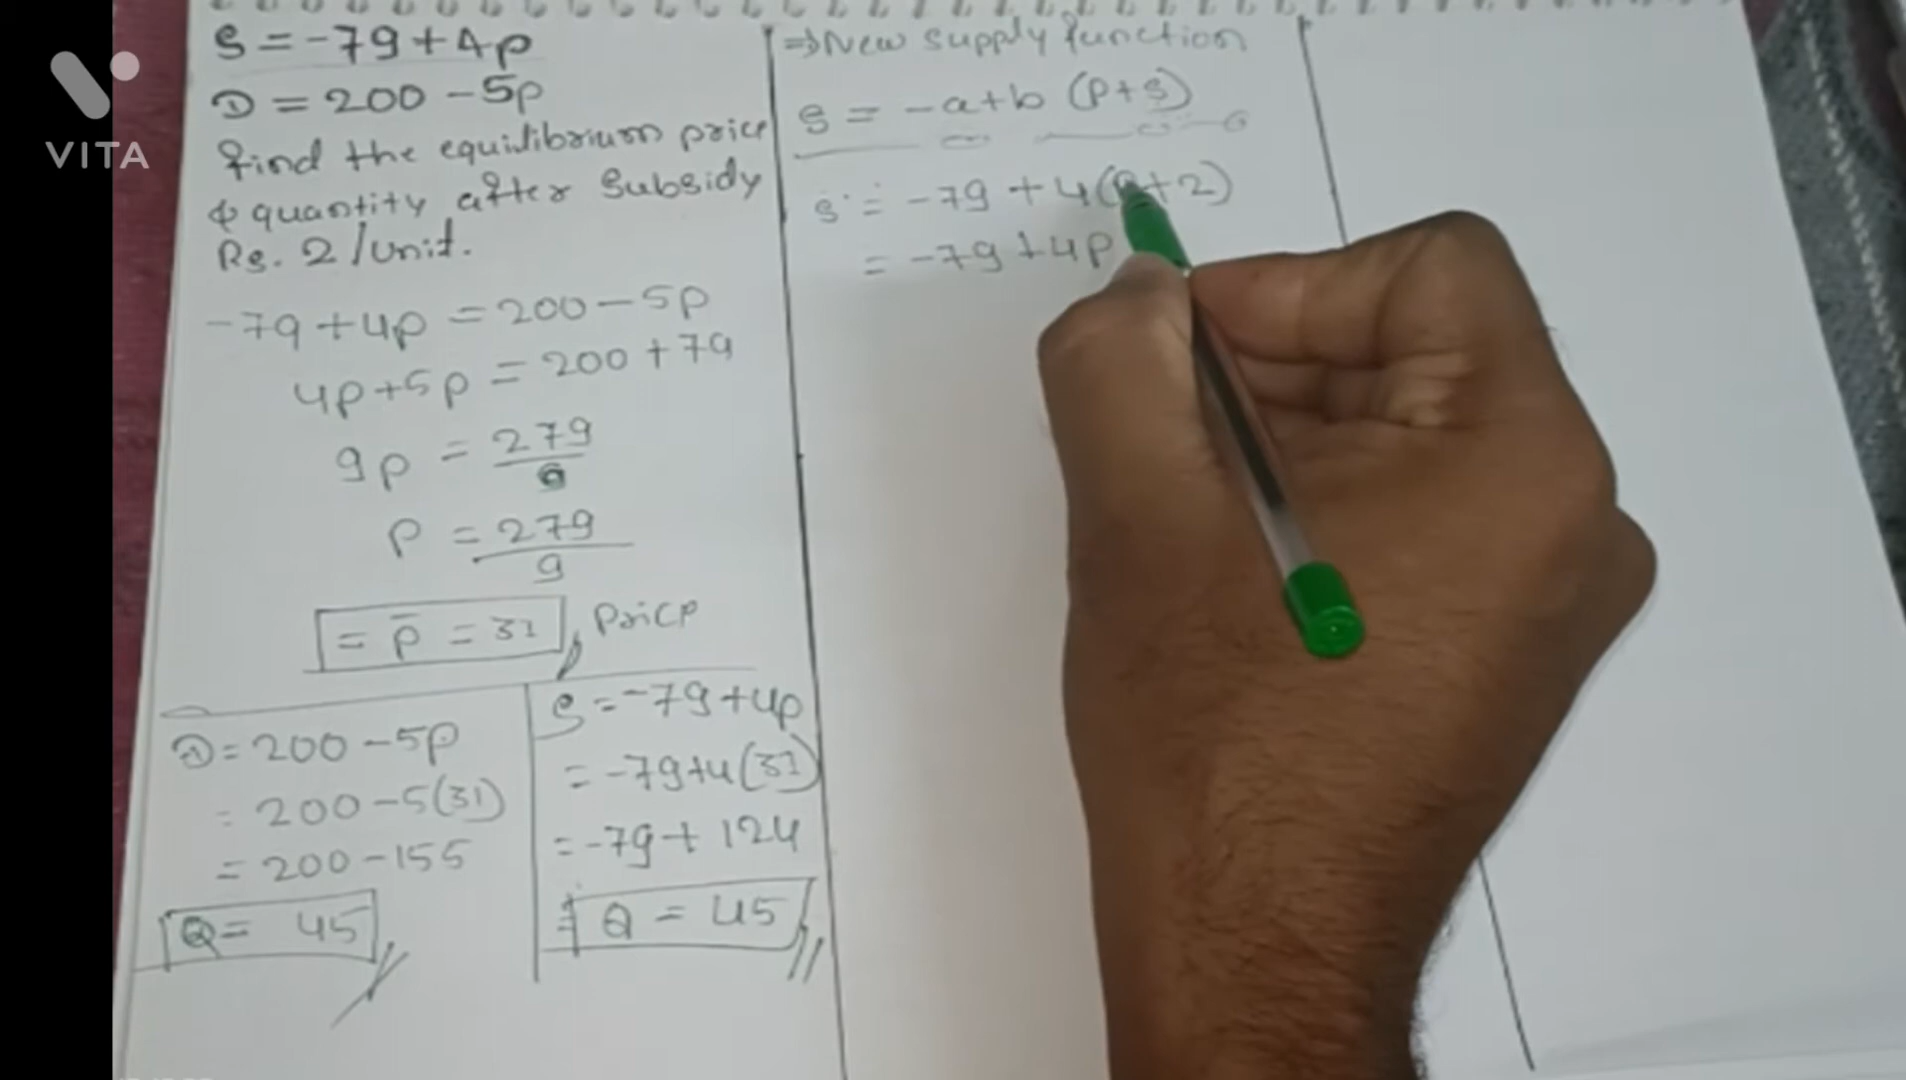 VITA
S = -79 + 4p
D = 200 - 5p
find the equilibrium price
& quantity after Subsidy
Rs. 2 / Unit.
-79 + 4p = 200 - 5p
4p + 5p = 200 + 79
9p = 279/9
P = 279/9
= p̄ = 31, Price
D = 200 - 5p
= 200 - 5(31)
= 200 - 155
Q = 45
S = -79 + 4p
= -79 + 4(31)
= -79 + 124
= Q = 45
⇒ New supply function
S = -a + b (P + S)
S = -79 + 4( + 2)
= -79 + 4p